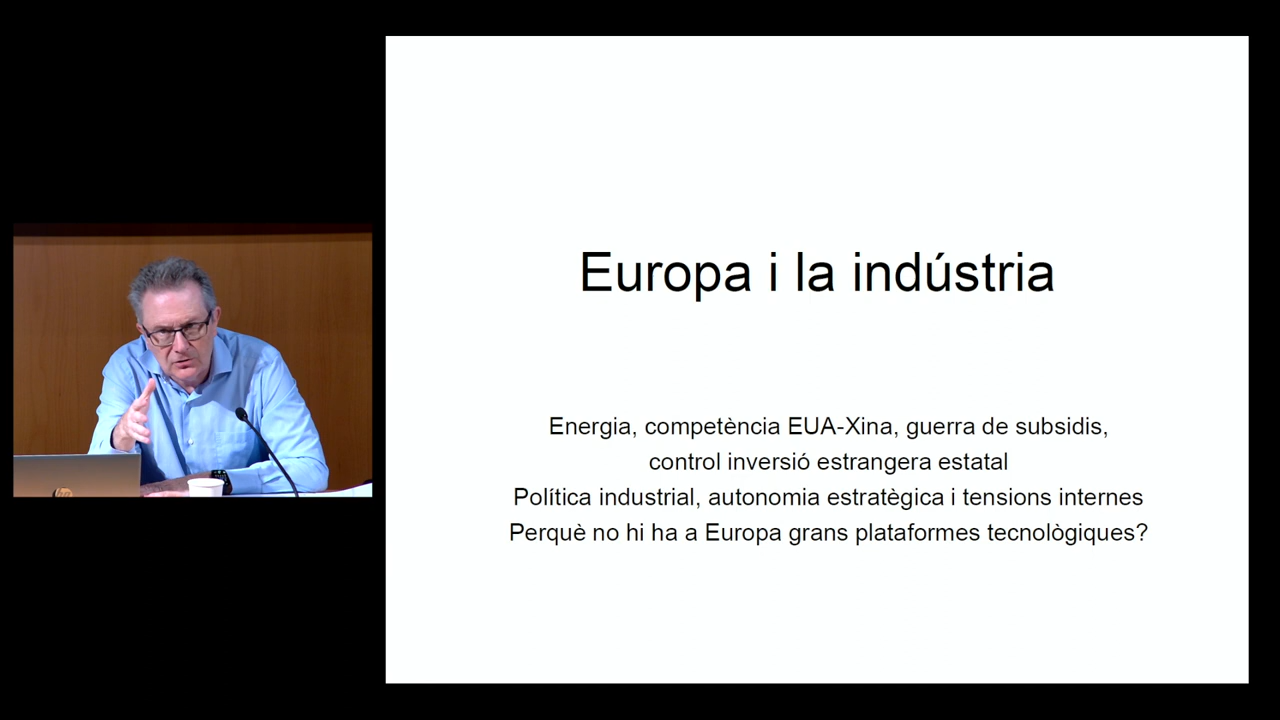 Europa i la indústria
Energia, competència EUA-Xina, guerra de subsidis,
control inversió estrangera estatal
Política industrial, autonomia estratègica i tensions internes
Perquè no hi ha a Europa grans plataformes tecnològiques?
hp